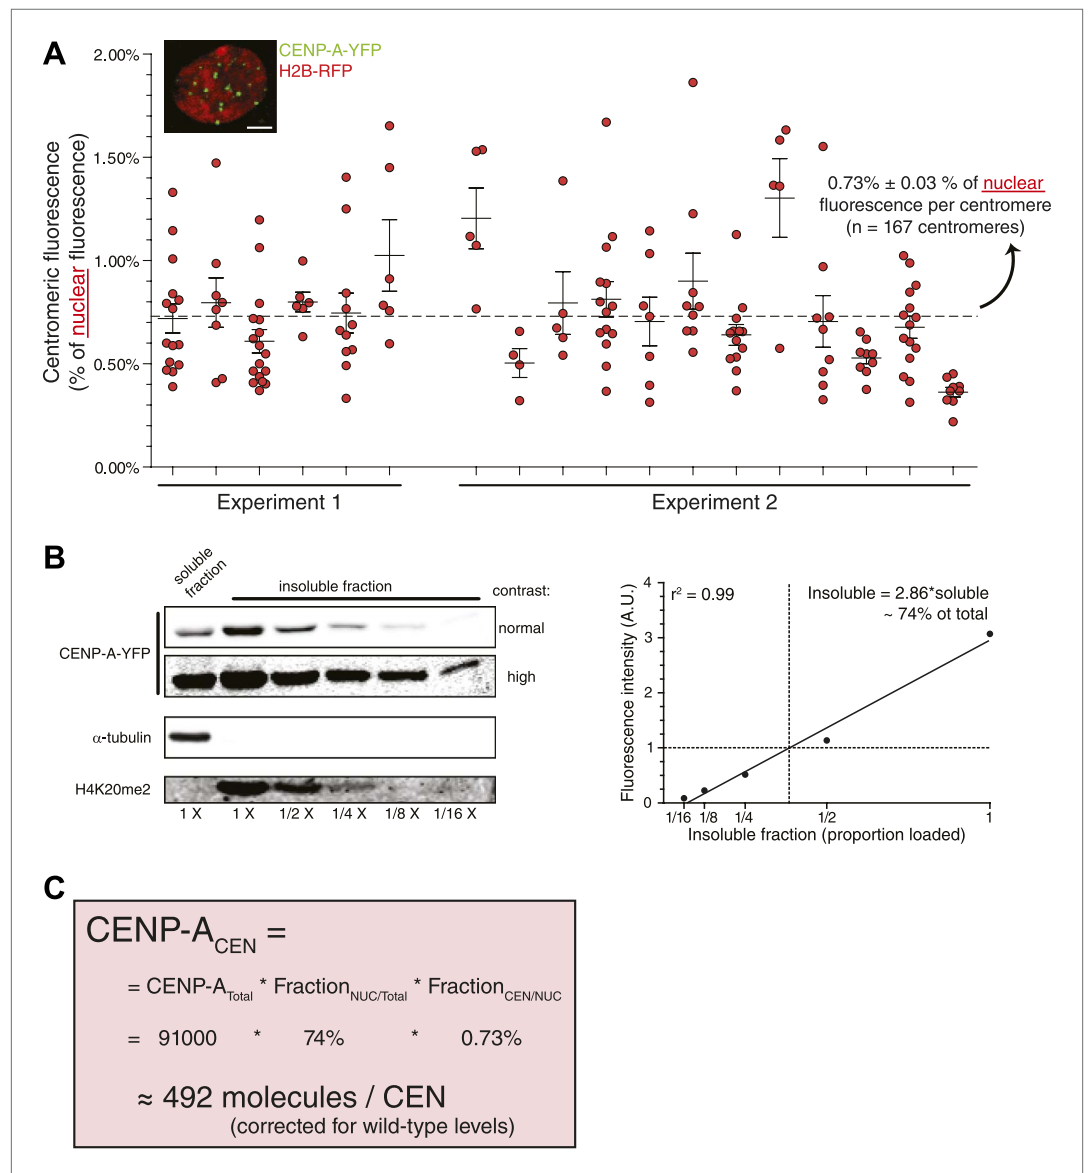 A
CENP-A-YFP
H2B-RFP
Centromeric fluorescence
(% of nuclear fluorescence)
2.00%
1.50%
1.00%
0.50%
0.00%
0.73% ± 0.03 % of nuclear
fluorescence per centromere
(n = 167 centromeres)
Experiment 1
Experiment 2
B
soluble
fraction
insoluble fraction
contrast:
CENP-A-YFP
normal
high
α-tubulin
H4K20me2
1 X 1 X 1/2 X 1/4 X 1/8 X 1/16 X
Fluorescence intensity (A.U.)
4
3
2
1
0
r2 = 0.99
Insoluble = 2.86*soluble
~ 74% ot total
1/16 1/8 1/4 1/2 1
Insoluble fraction (proportion loaded)
C
CENP-ACEN =
= CENP-ATotal * FractionNUC/Total * FractionCEN/NUC
= 91000 * 74% * 0.73%
≈ 492 molecules / CEN
(corrected for wild-type levels)